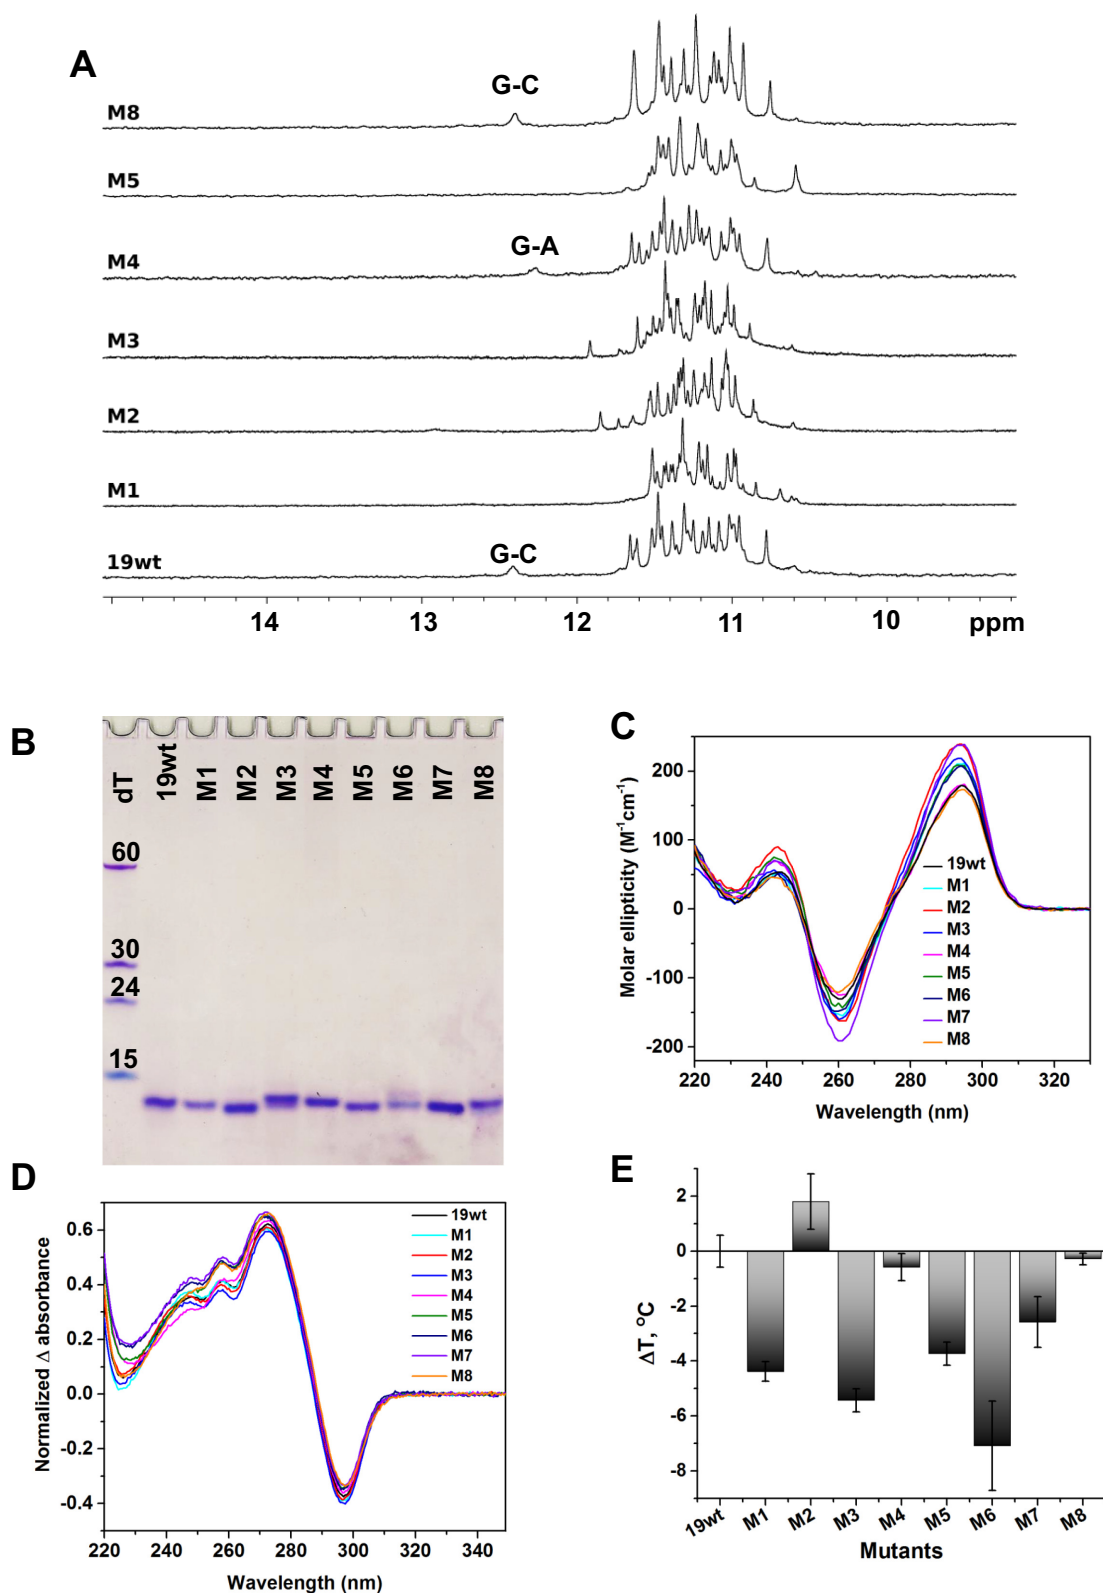 A
M8
G-C
M5
M4
G-A
M3
M2
M1
19wt
G-C
14 13 12 11 10 ppm
B
dT 19wt M1 M2 M3 M4 M5 M6 M7 M8
60
30
24
15
C
Molar elipticity (M-1cm-1)
200
100
0
-100
-200
19wt
M1
M2
M3
M4
M5
M6
M7
M8
220 240 260 280 300 320
Wavelength (nm)
D
Normalized Δ absorbance
0.6
0.4
0.2
0.0
-0.2
-0.4
19wt
M1
M2
M3
M4
M5
M6
M7
M8
220 240 260 280 300 320 340
Wavelength (nm)
E
ΔT, °C
2
0
-2
-4
-6
-8
19wt M1 M2 M3 M4 M5 M6 M7 M8
Mutants